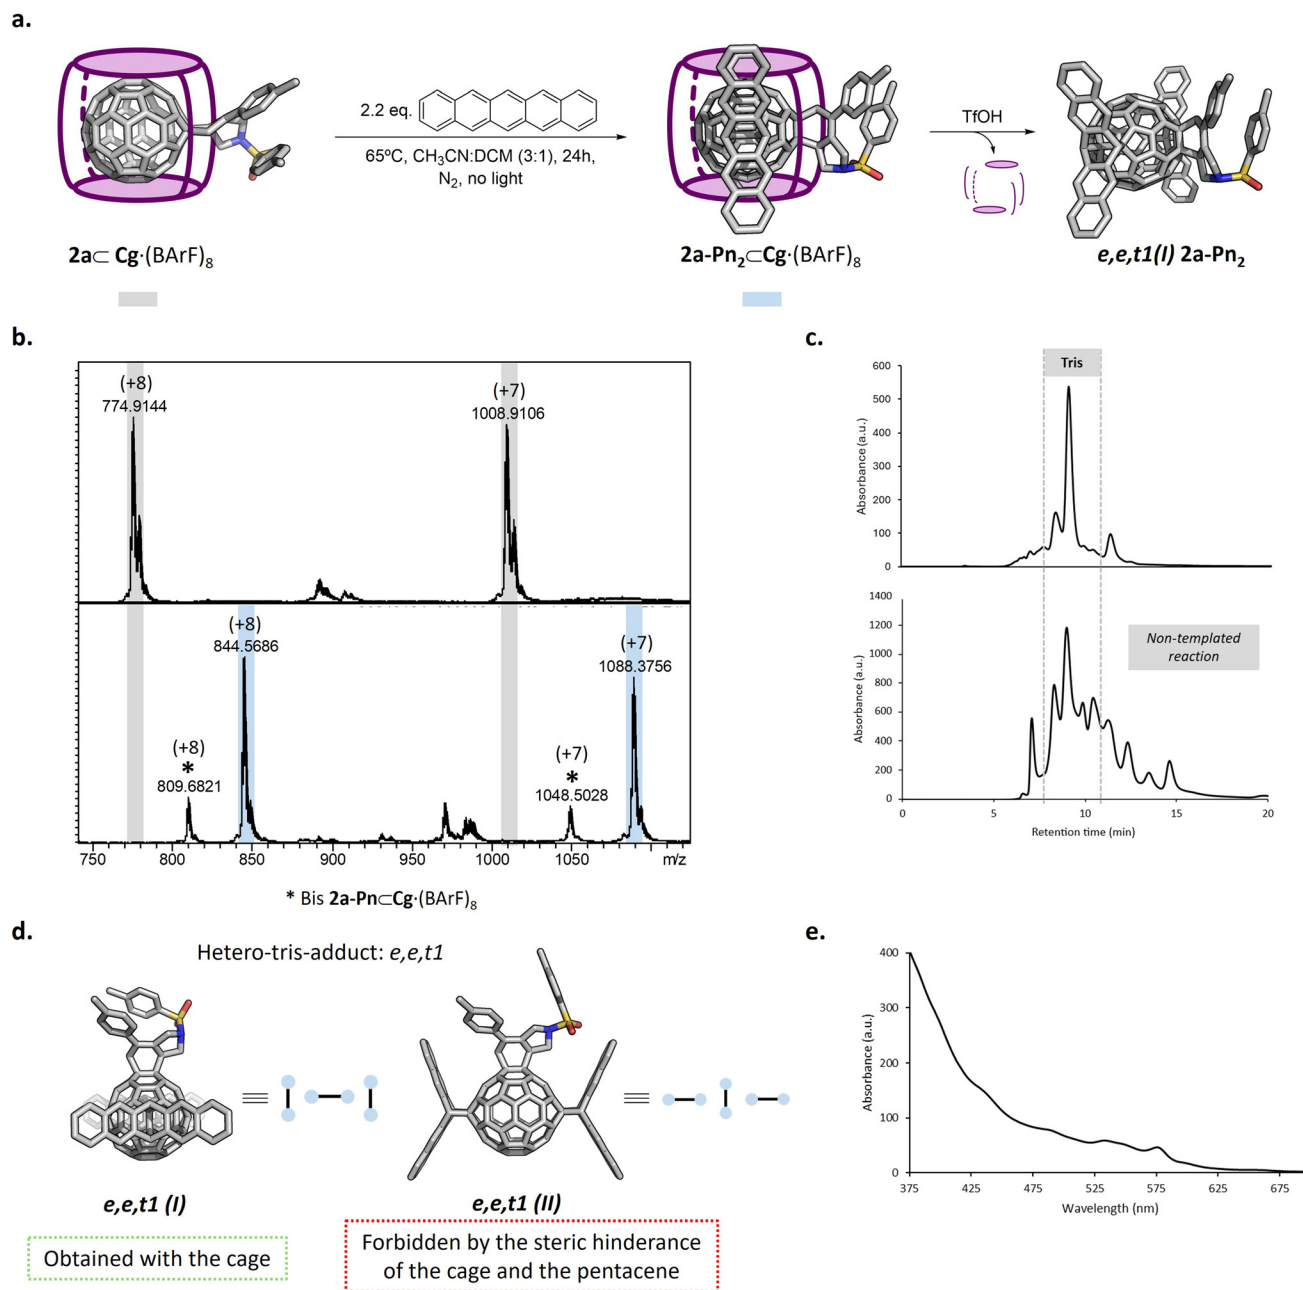 a.
2.2 eq.
65ºC, CH₃CN:DCM (3:1), 24h,
N₂, no light
TfOH
2a⊂ Cg·(BArF)₈
2a-Pn₂⊂Cg·(BArF)₈
e,e,t1(I) 2a-Pn₂
b.
(+8)
774.9144
(+7)
1008.9106
(+8)
844.5686
(+7)
1088.3756
(+8)
*
809.6821
(+7)
*
1048.5028
750 800 850 900 950 1000 1050 m/z
* Bis 2a-Pn⊂Cg·(BArF)₈
c.
Tris
Absorbance (a.u.)
600
500
400
300
200
100
0
Non-templated
reaction
Absorbance (a.u.)
1400
1200
1000
800
600
400
200
0
0 5 10 15 20
Retention time (min)
d.
Hetero-tris-adduct: e,e,t1
e,e,t1 (I)
e,e,t1 (II)
Obtained with the cage
Forbidden by the steric hinderance
of the cage and the pentacene
e.
Absorbance (a.u.)
400
300
200
100
0
375 425 475 525 575 625 675
Wavelength (nm)